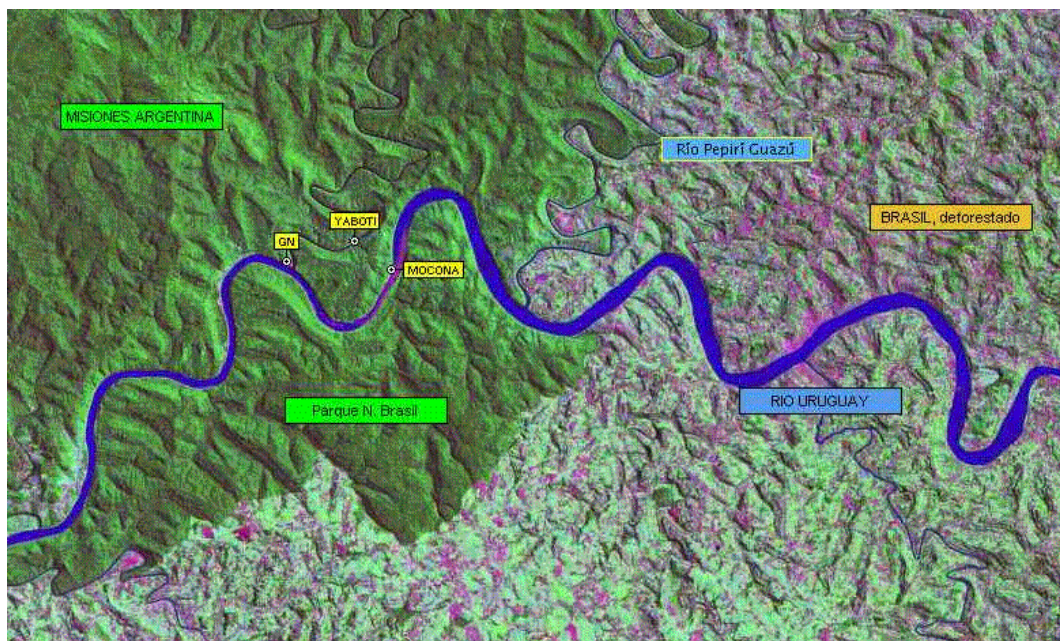 MISIONES ARGENTINA
Río Pepirí Guazú
BRASIL, deforestado
YABOTI
GN
MOCONA
RIO URUGUAY
Parque N. Brasil